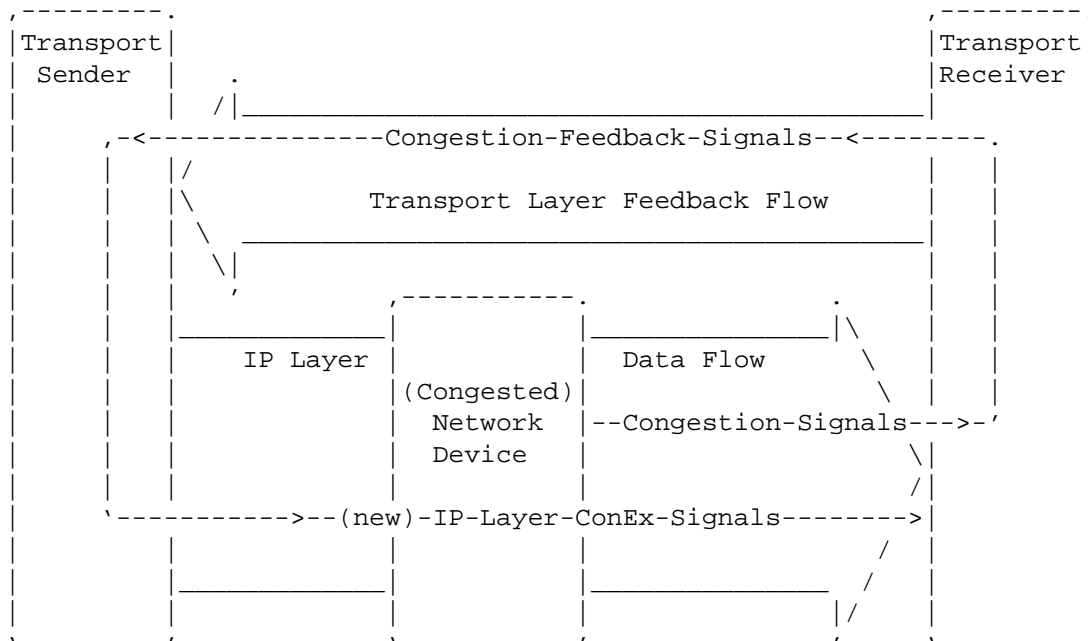 Transport Transport
Sender Receiver
Congestion-Feedback-Signals
Transport Layer Feedback Flow
IP Layer Data Flow
(Congested)
Network --Congestion-Signals--->-
Device
(new)-IP-Layer-ConEx-Signals